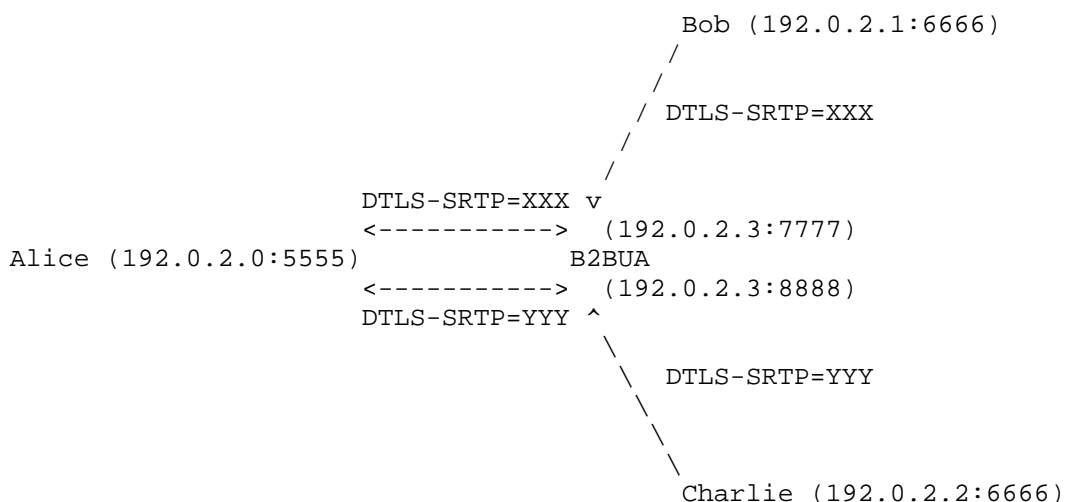 Bob (192.0.2.1:6666)
/
/
/ DTLS-SRTP=XXX
/
/
DTLS-SRTP=XXX v
<-----------> (192.0.2.3:7777)
Alice (192.0.2.0:5555) B2BUA
<-----------> (192.0.2.3:8888)
DTLS-SRTP=YYY ^
\
\ DTLS-SRTP=YYY
\
\
\
Charlie (192.0.2.2:6666)